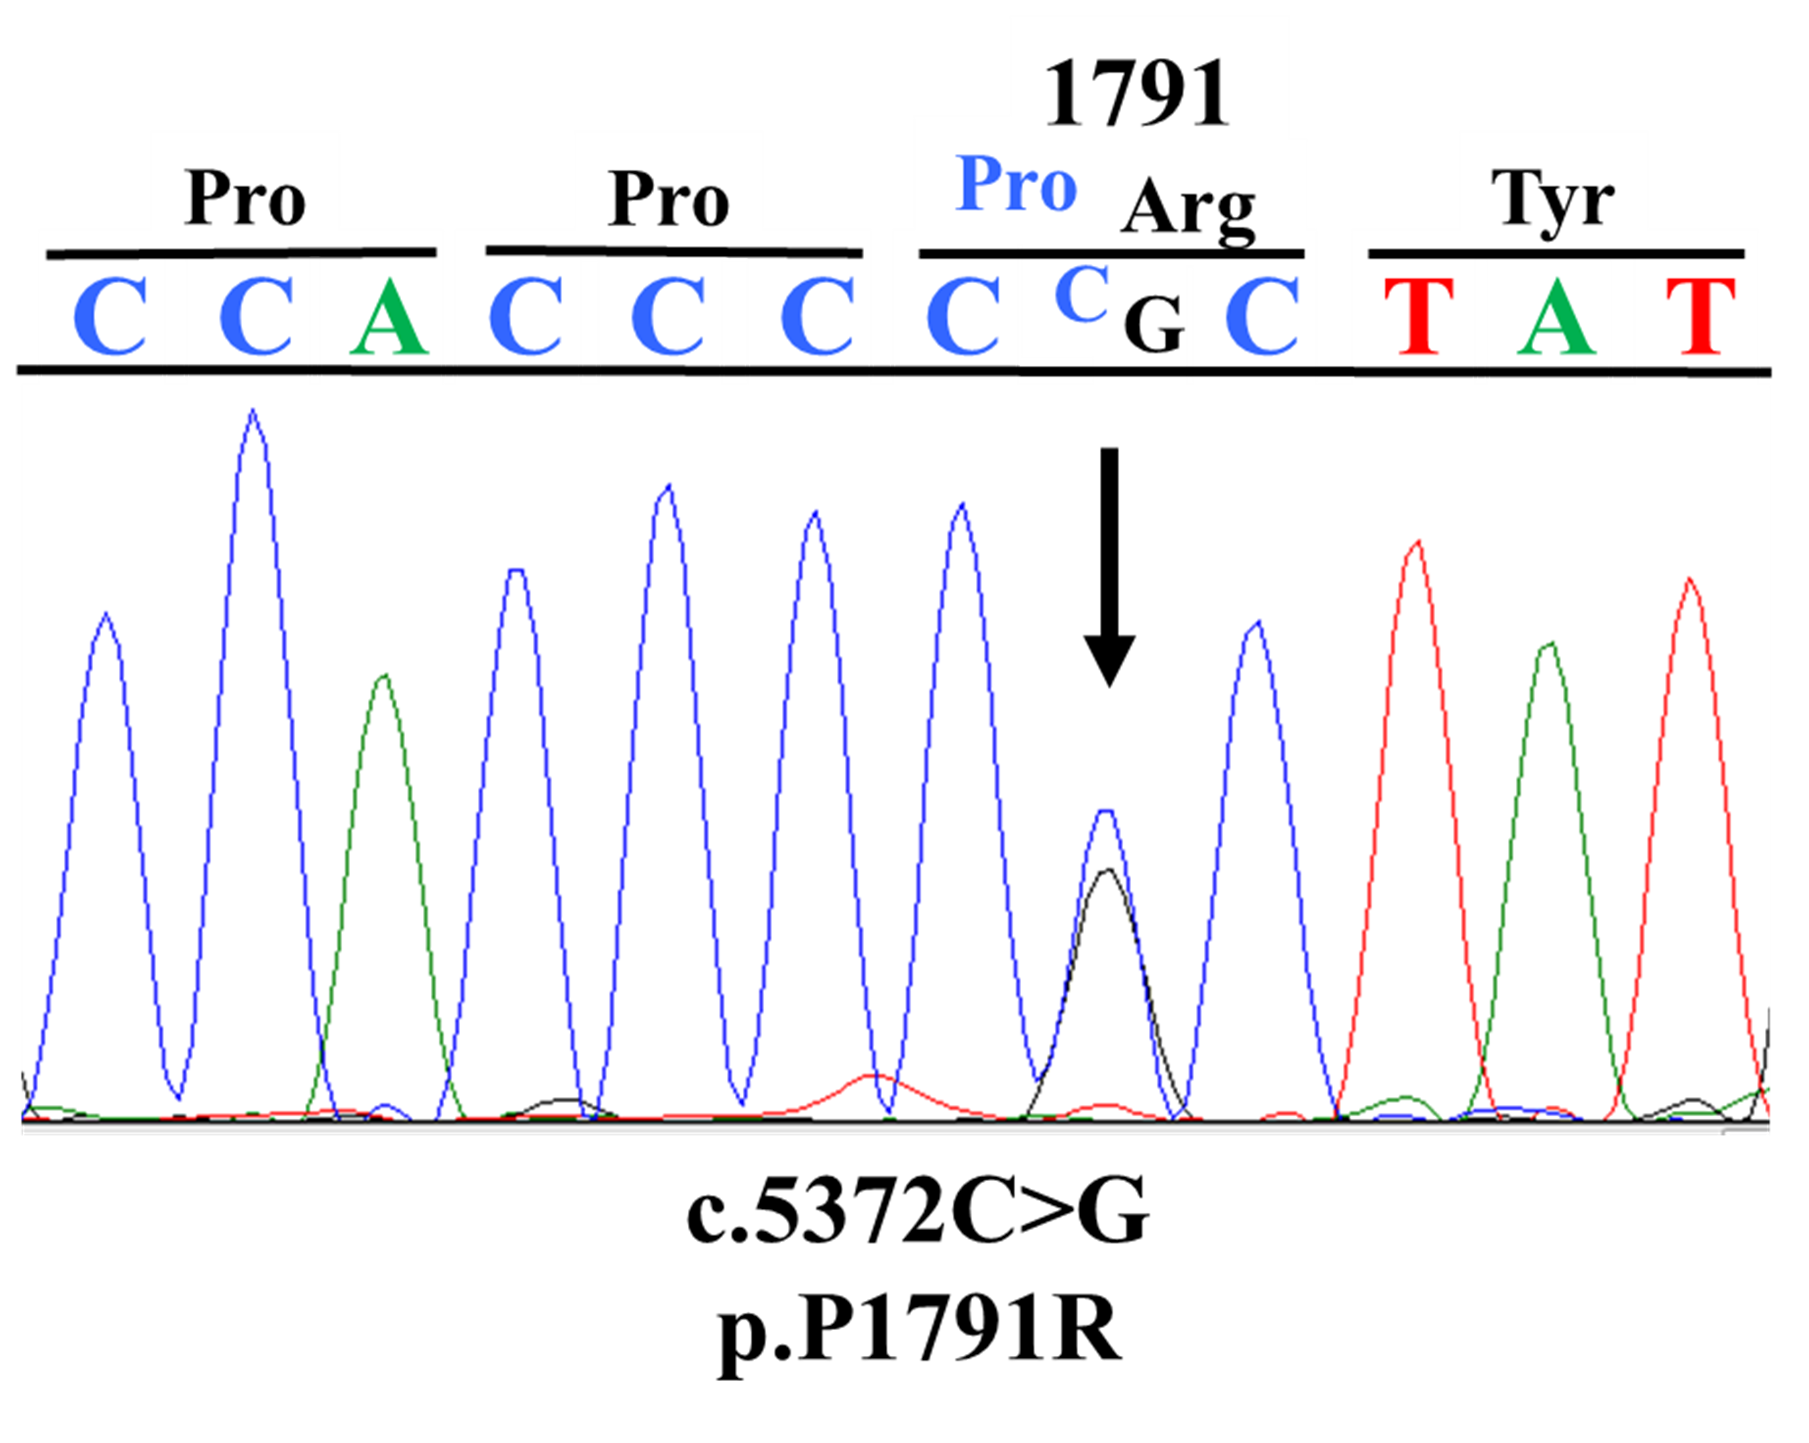 1791
Pro Pro Pro Arg Tyr
C C A C C C C C G C T A T
c.5372C>G
p.P1791R